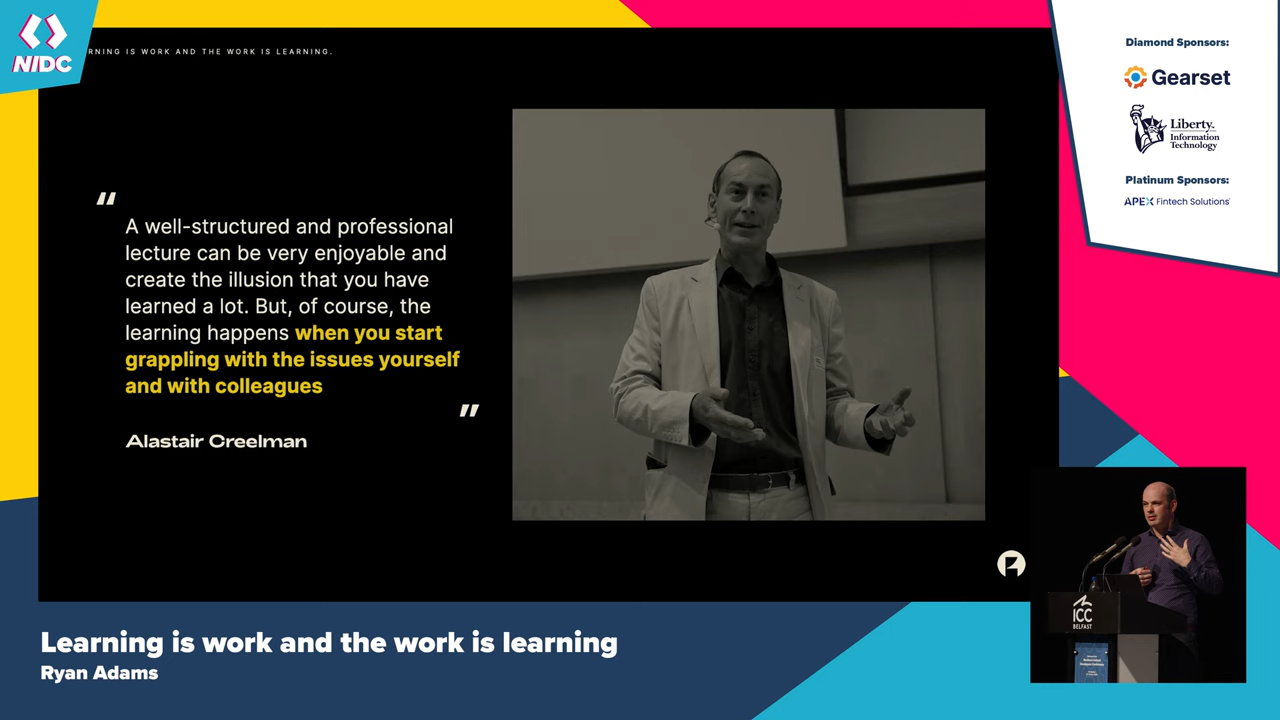 NIDC
RNING IS WORK AND THE WORK IS LEARNING.
“
A well-structured and professional
lecture can be very enjoyable and
create the illusion that you have
learned a lot. But, of course, the
learning happens when you start
grappling with the issues yourself
and with colleagues
”
Alastair Creelman
Diamond Sponsors:
Gearset
Liberty
Information
Technology
Platinum Sponsors:
APEX Fintech Solutions
ICC
BELFAST
Learning is work and the work is learning
Ryan Adams